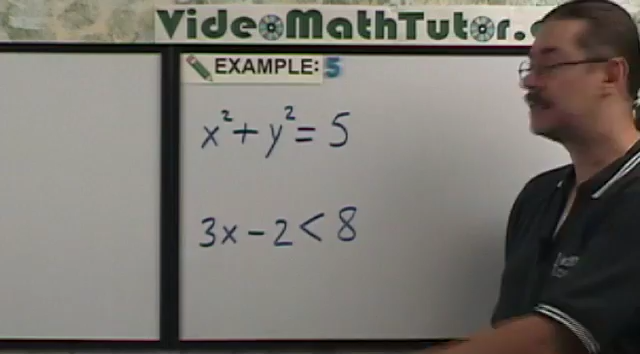 VideoMathTutor.
EXAMPLE: 5
x² + y² = 5
3x - 2 < 8